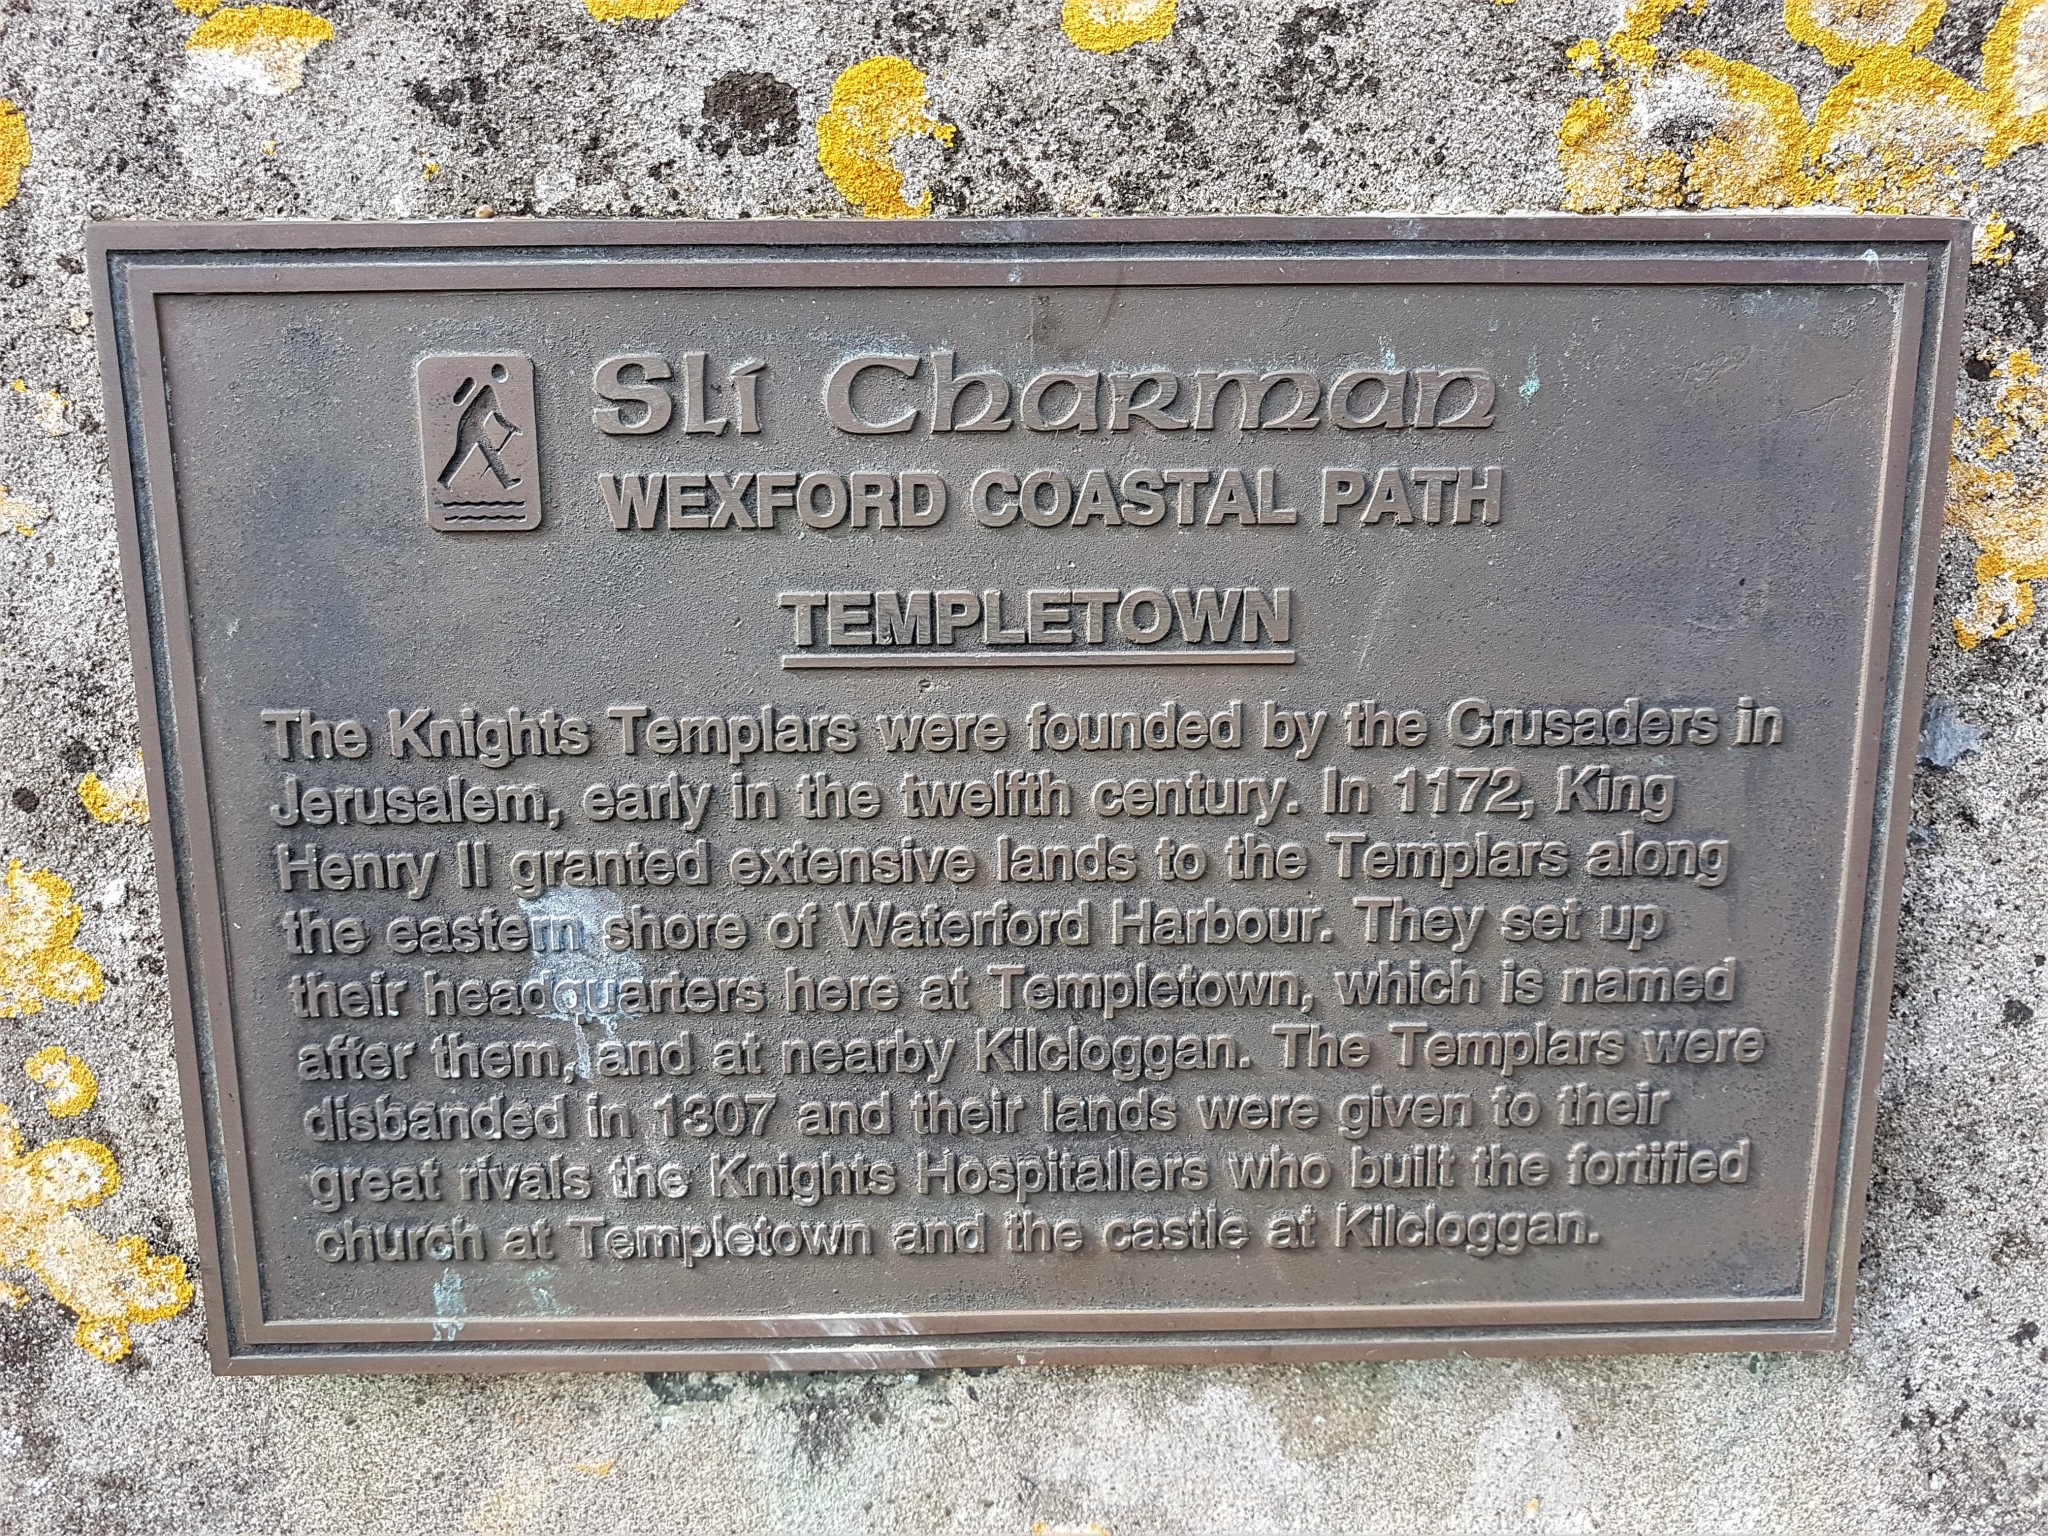 Slí Charman
WEXFORD COASTAL PATH
TEMPLETOWN
The Knights Templars were founded by the Crusaders in
Jerusalem, early in the twelfth century. In 1172, King
Henry II granted extensive lands to the Templars along
the eastern shore of Waterford Harbour. They set up
their headquarters here at Templetown, which is named
after them, and at nearby Kilcloggan. The Templars were
disbanded in 1307 and their lands were given to their
great rivals the Knights Hospitallers who built the fortified
church at Templetown and the castle at Kilcloggan.